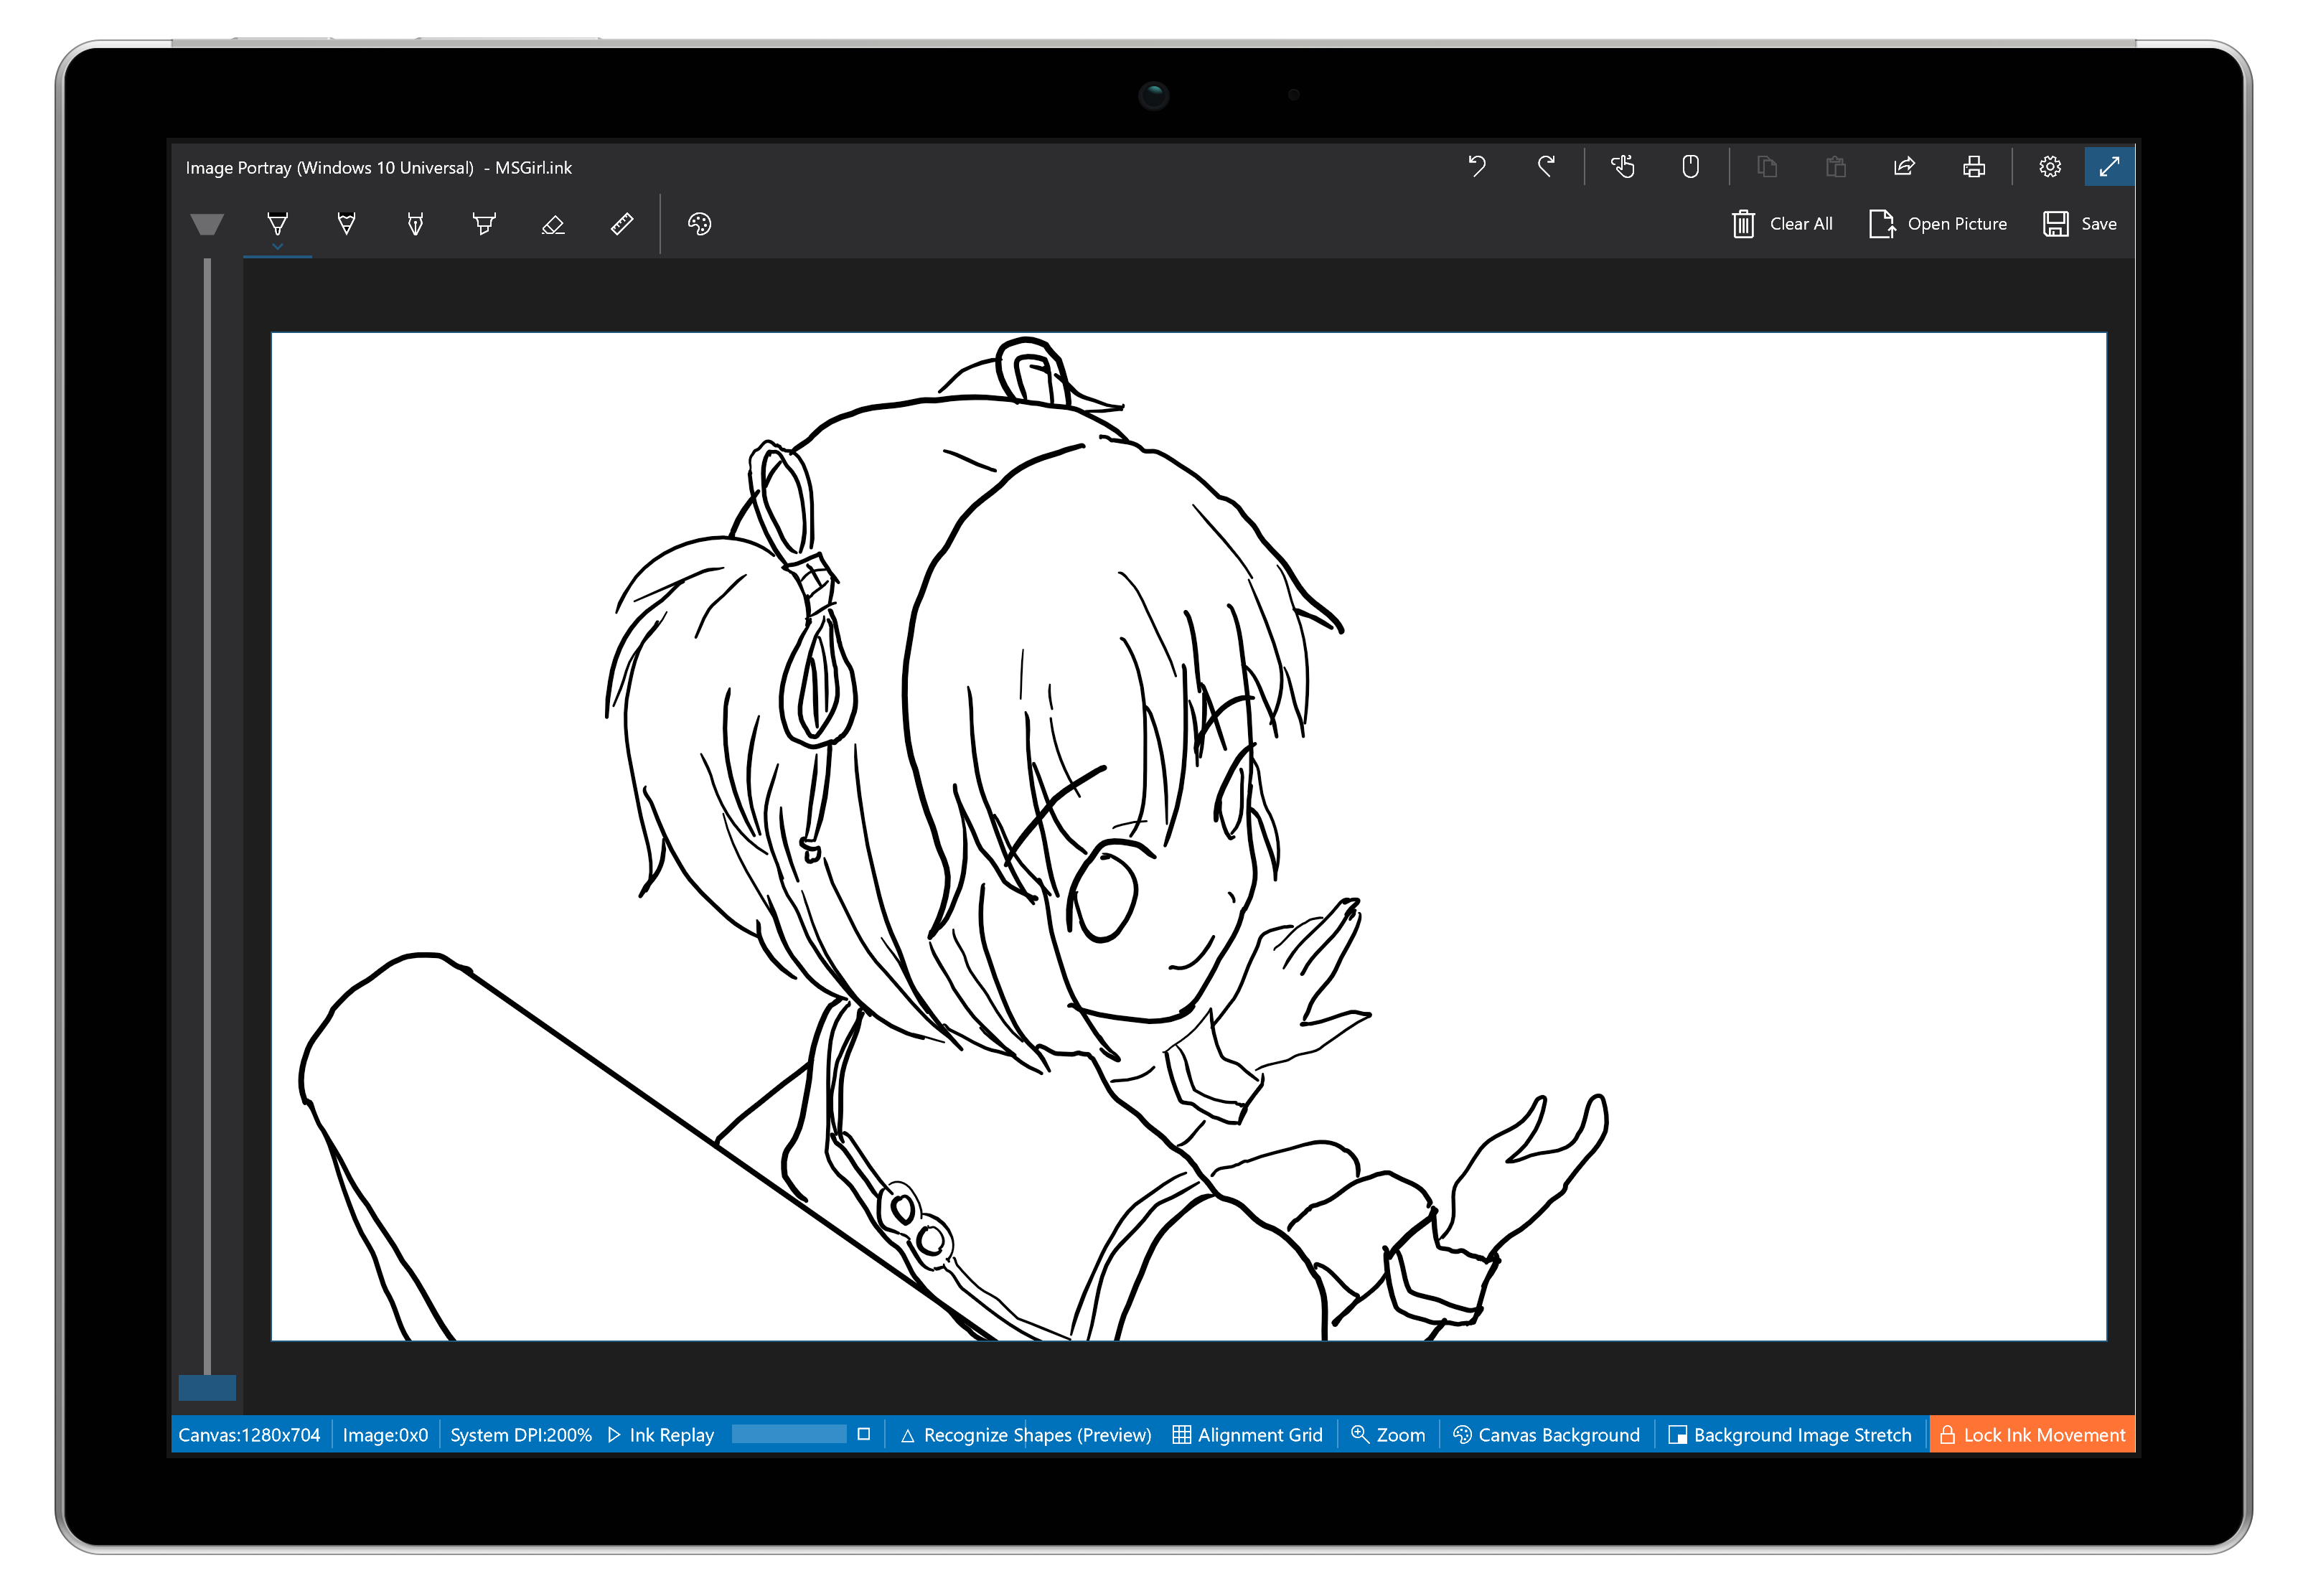 Image Portray (Windows 10 Universal)  - MSGirl.ink
Clear All
Open Picture
Save
Canvas:1280x704
Image:0x0
System DPI:200%
Ink Replay
Recognize Shapes (Preview)
Alignment Grid
Zoom
Canvas Background
Background Image Stretch
Lock Ink Movement